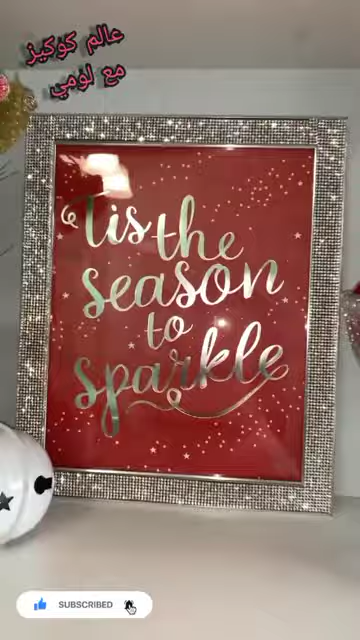 عالم كوكيز
مع لومي
'tis the
season
to
sparkle
SUBSCRIBED